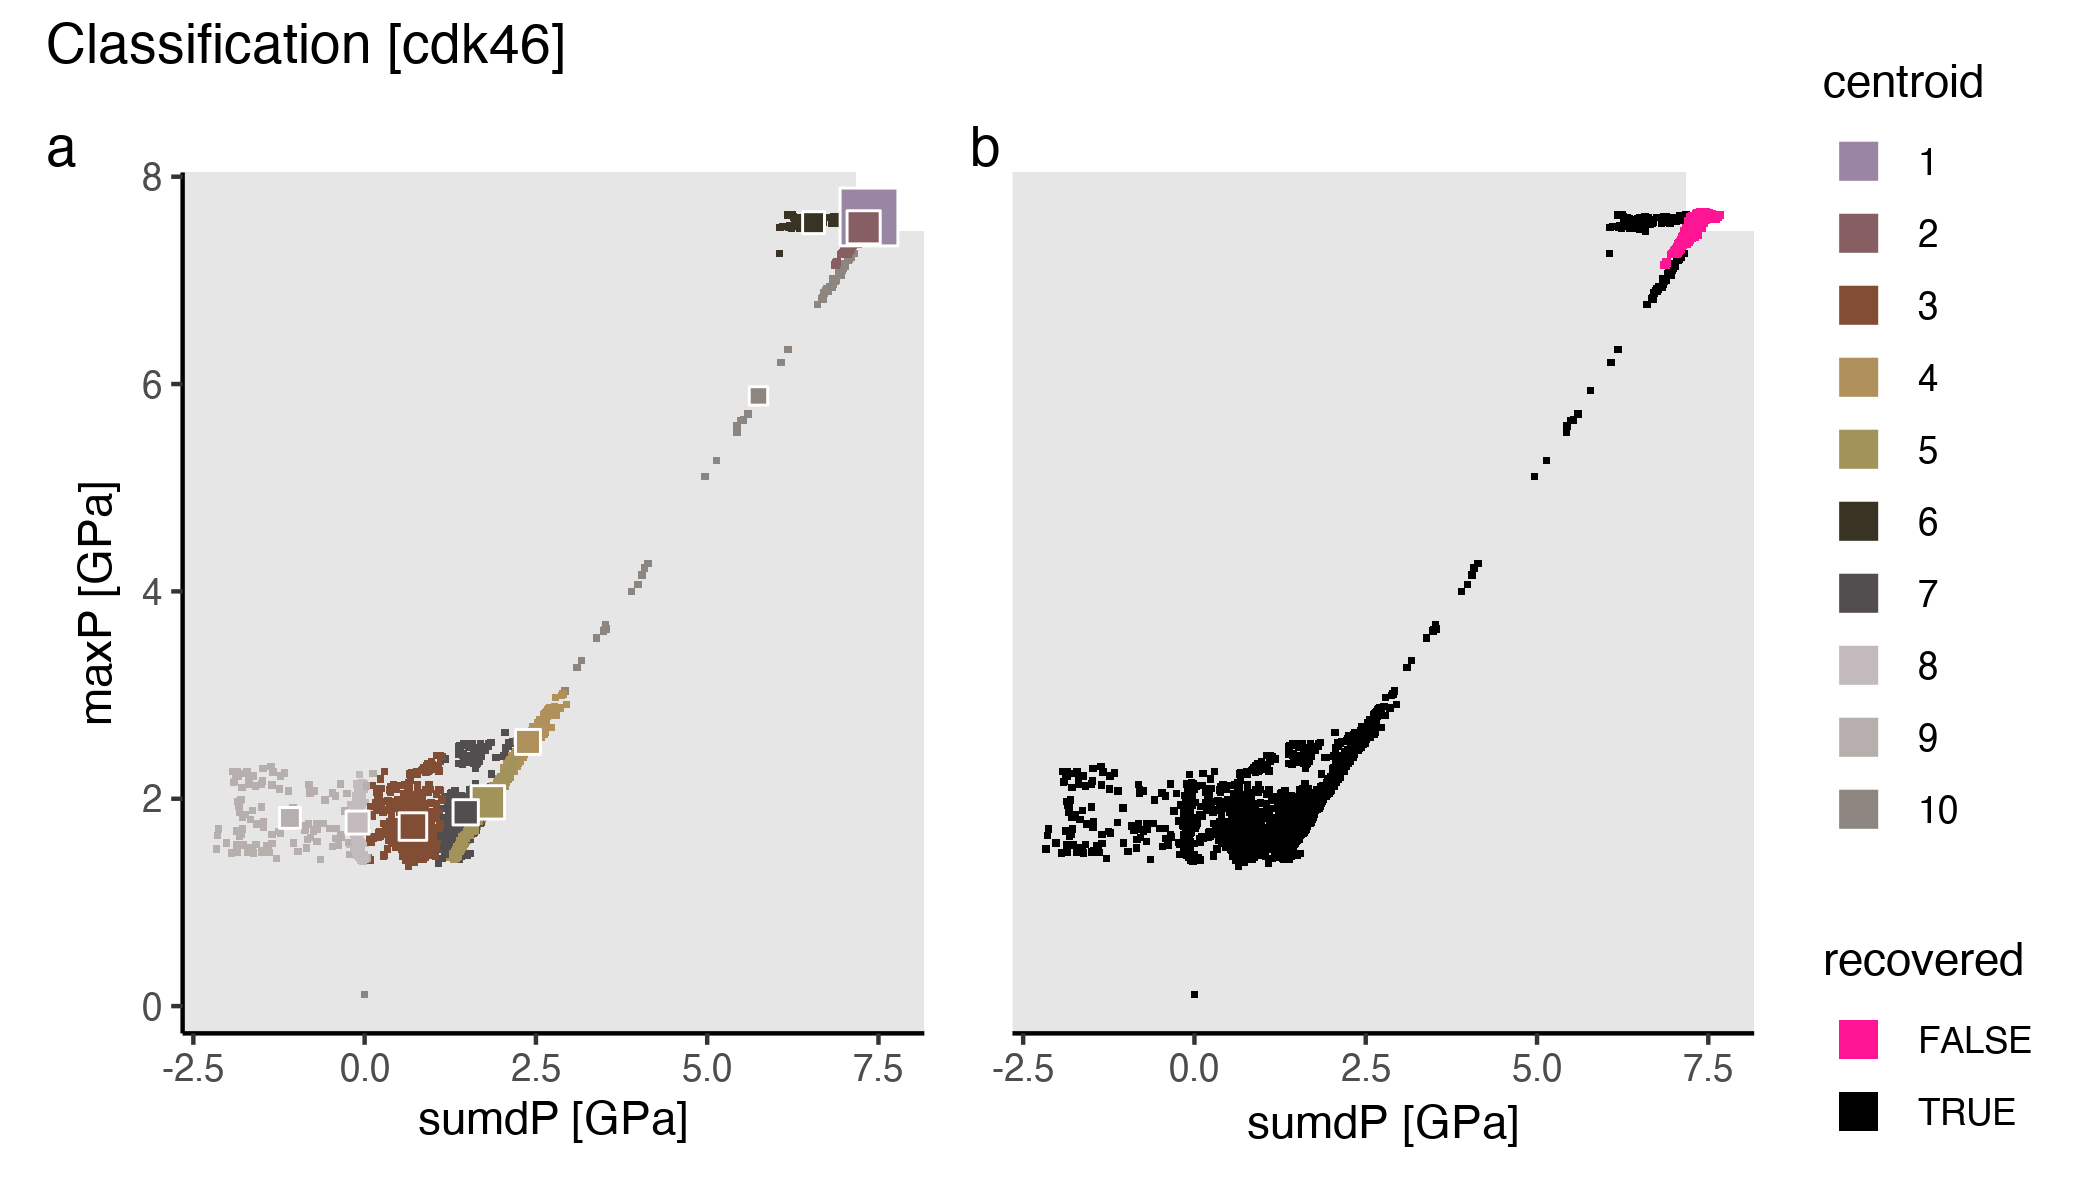 Classification [cdk46]
a
b
8
6
4
2
0
maxP [GPa]
-2.5 0.0 2.5 5.0 7.5
sumdP [GPa]
-2.5 0.0 2.5 5.0 7.5
sumdP [GPa]
centroid
1
2
3
4
5
6
7
8
9
10
recovered
FALSE
TRUE